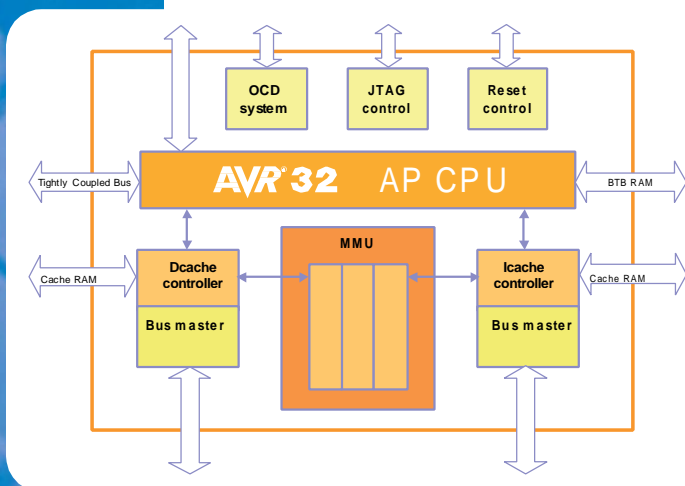 OCD
system
JTAG
control
Reset
control
Tightly Coupled Bus
AVR®32 AP CPU
BTB RAM
MMU
Cache RAM
Dcache
controller
Icache
controller
Cache RAM
Bus master
Bus master